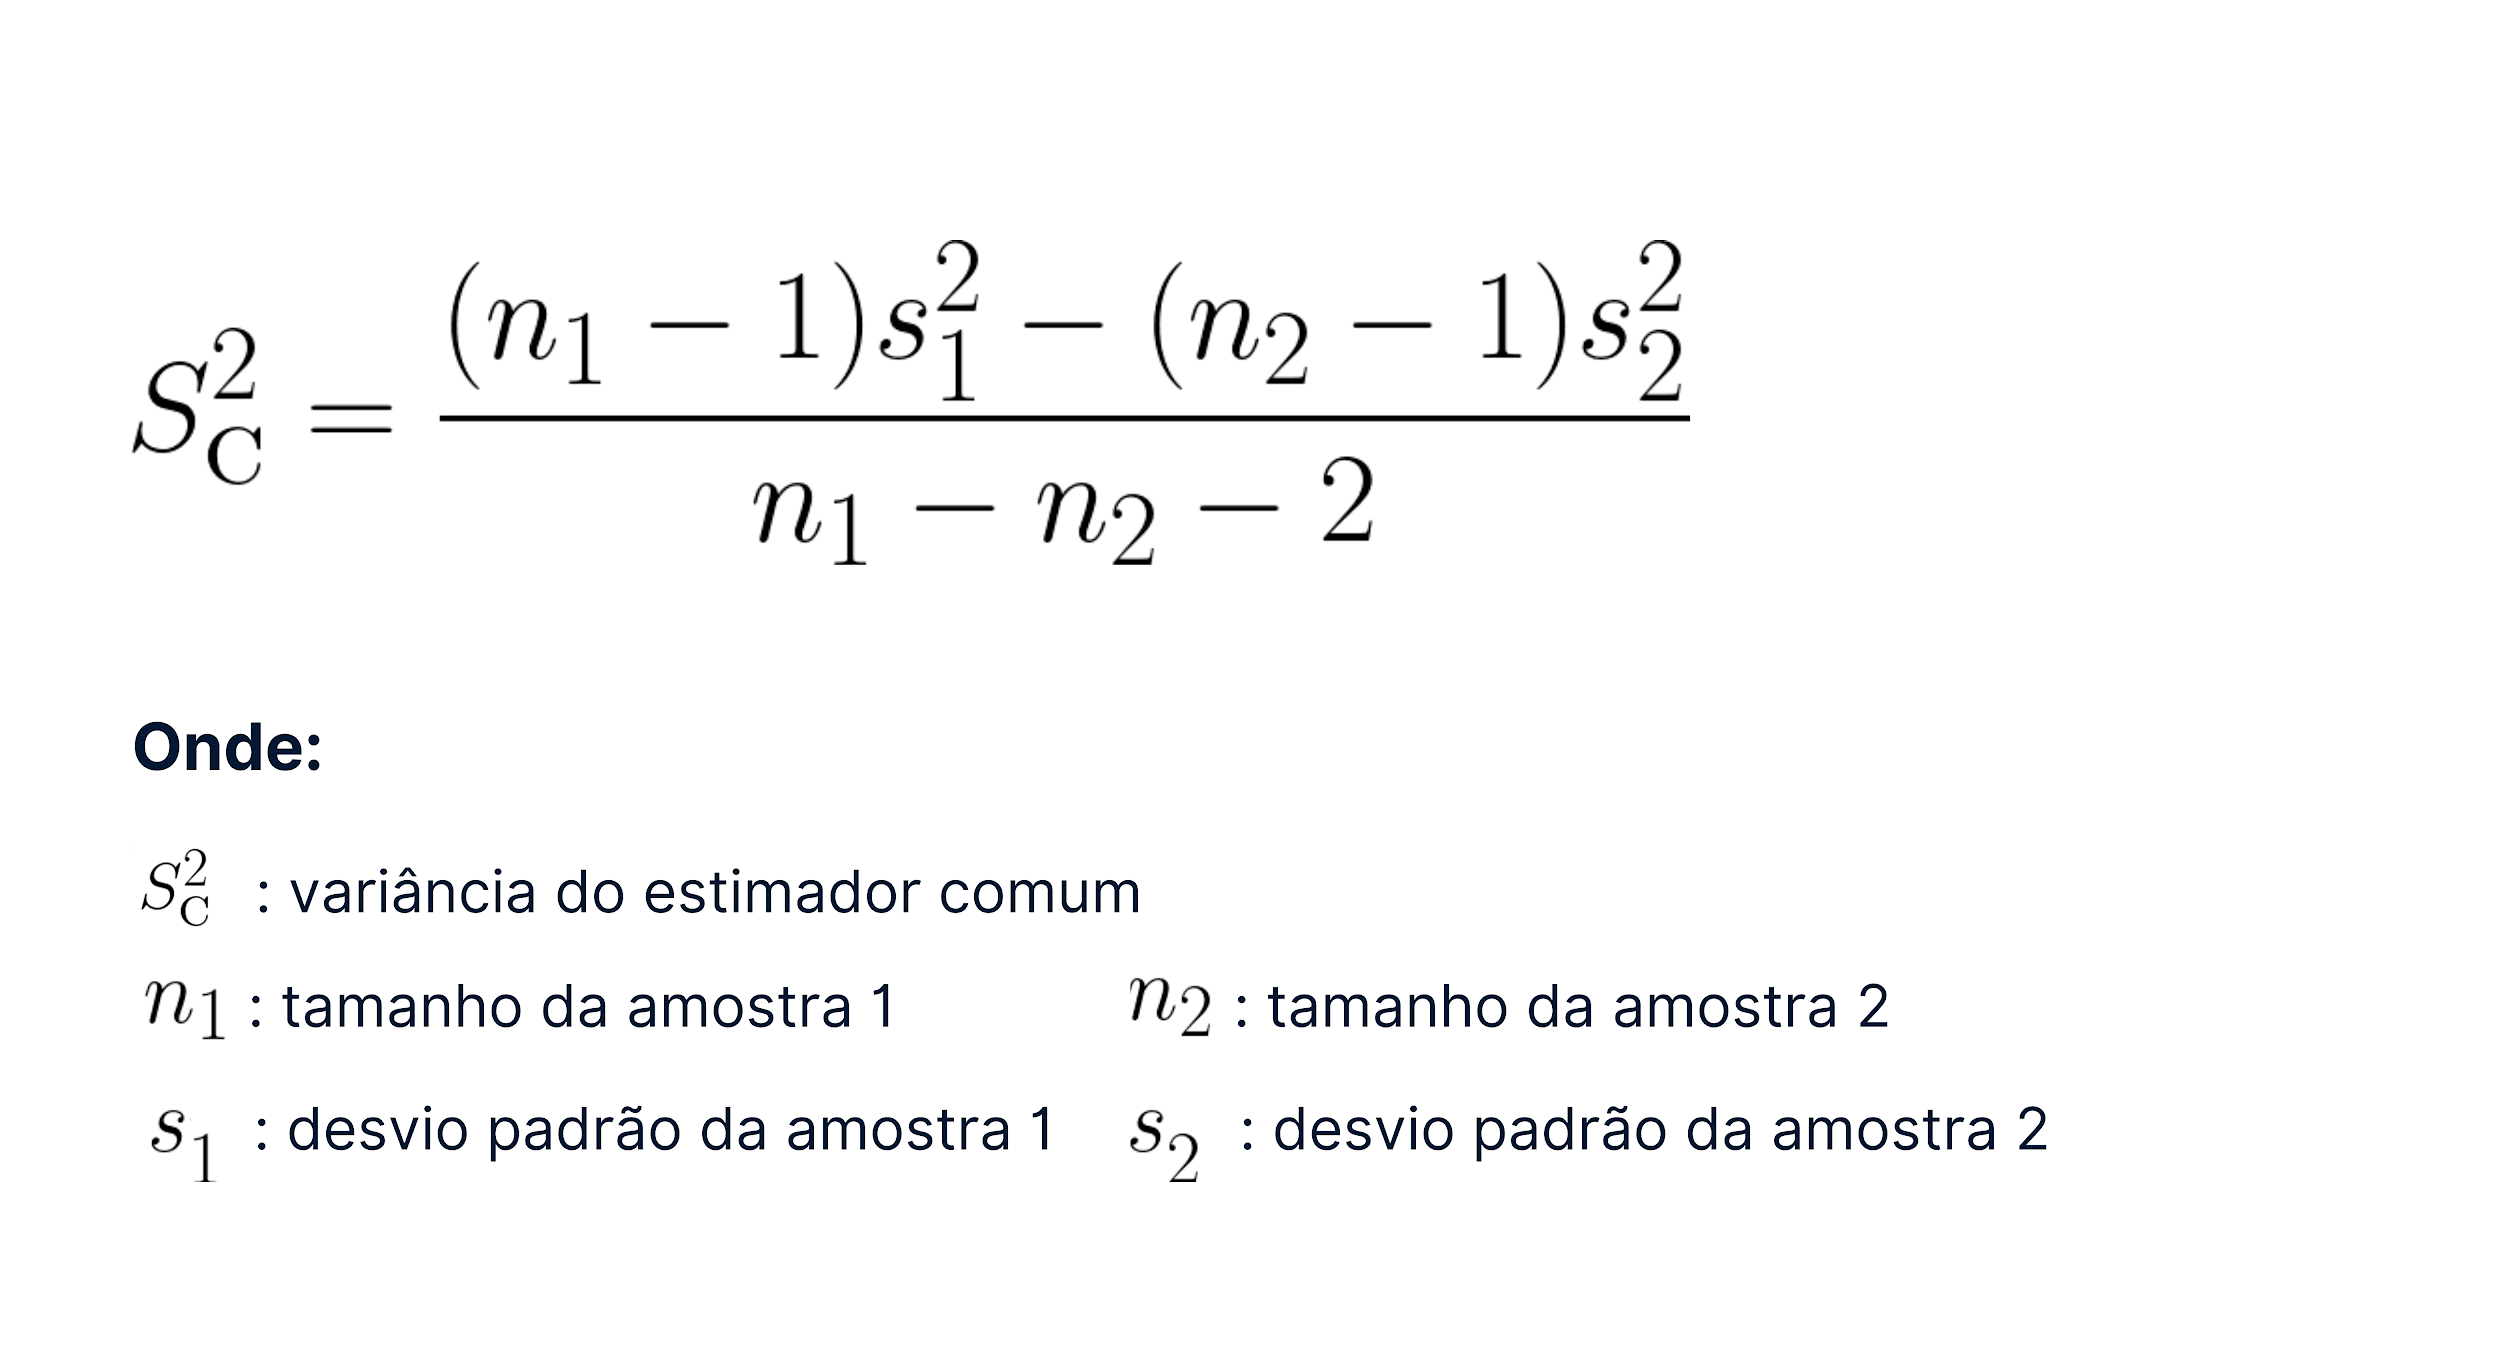 S²_C = ((n₁ − 1)s₁² − (n₂ − 1)s₂²) / (n₁ − n₂ − 2)
Onde:
S²_C : variância do estimador comum
n₁ : tamanho da amostra 1 n₂ : tamanho da amostra 2
s₁ : desvio padrão da amostra 1 s₂ : desvio padrão da amostra 2